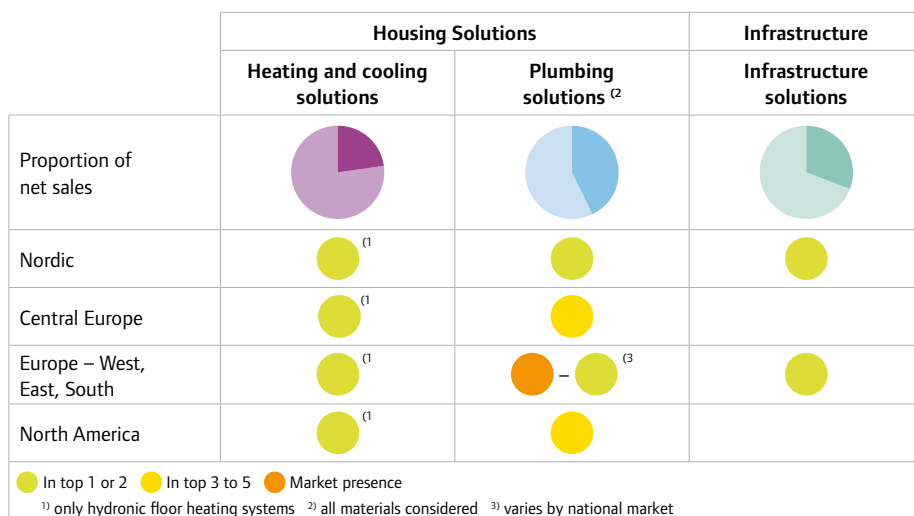 Housing Solutions
Infrastructure
Heating and cooling
solutions
Plumbing
solutions (2
Infrastructure
solutions
Proportion of
net sales
Nordic
(1
Central Europe
(1
Europe – West,
East, South
(1
–
(3
North America
(1
In top 1 or 2 In top 3 to 5 Market presence
1) only hydronic floor heating systems 2) all materials considered 3) varies by national market